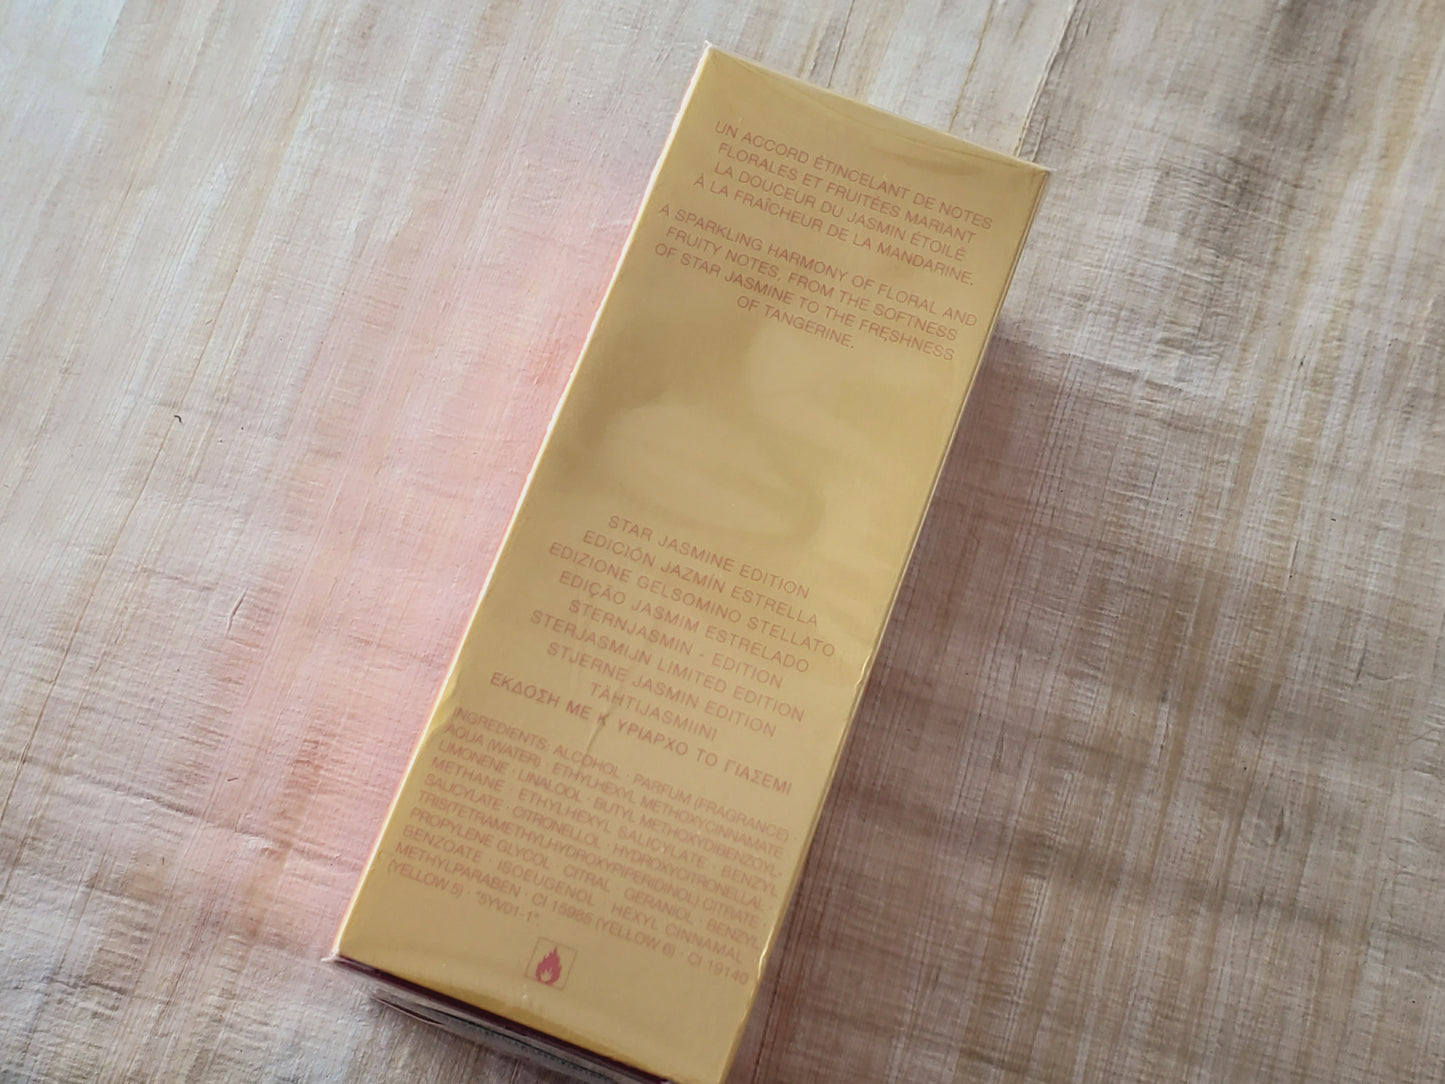 UN ACCORD ÉTINCELANT DE NOTES
FLORALES ET FRUITÉES MARIANT
LA DOUCEUR DU JASMIN ÉTOILÉ
À LA FRAÎCHEUR DE LA MANDARINE.
A SPARKLING HARMONY OF FLORAL AND
FRUITY NOTES, FROM THE SOFTNESS
OF STAR JASMINE TO THE FRESHNESS
OF TANGERINE.
STAR JASMINE EDITION
EDICIÓN JAZMÍN ESTRELLA
EDIZIONE GELSOMINO STELLATO
EDIÇÃO JASMIM ESTRELADO
STERNJASMIN - EDITION
STERJASMIJN LIMITED EDITION
STJERNE JASMIN EDITION
TÄHTIJASMIINI
ΕΚΔΟΣΗ ΜΕ Κ ΥΡΙΑΡΧΟ ΤΟ ΓΙΑΣΕΜΙ
INGREDIENTS: ALCOHOL · PARFUM (FRAGRANCE) ·
AQUA (WATER) · ETHYLHEXYL METHOXYCINNAMATE
LIMONENE · LINALOOL · BUTYL METHOXYDIBENZOYL-
METHANE · ETHYLHEXYL SALICYLATE · BENZYL
SALICYLATE · CITRONELLOL · HYDROXYCITRONELLAL
TRIS(TETRAMETHYLHYDROXYPIPERIDINOL) CITRATE
PROPYLENE GLYCOL · CITRAL · GERANIOL · BENZYL
BENZOATE · ISOEUGENOL · HEXYL CINNAMAL
METHYLPARABEN · CI 15985 (YELLOW 6) · CI 19140
(YELLOW 5) · "5YV01-1".